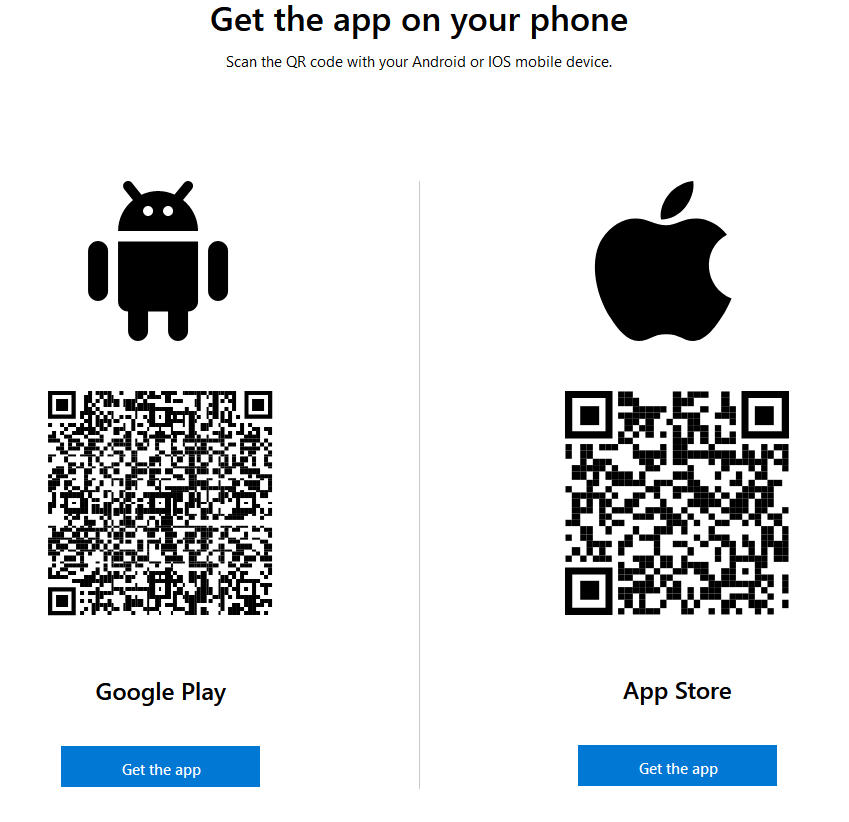 Get the app on your phone
Scan the QR code with your Android or IOS mobile device.
Google Play
Get the app
App Store
Get the app